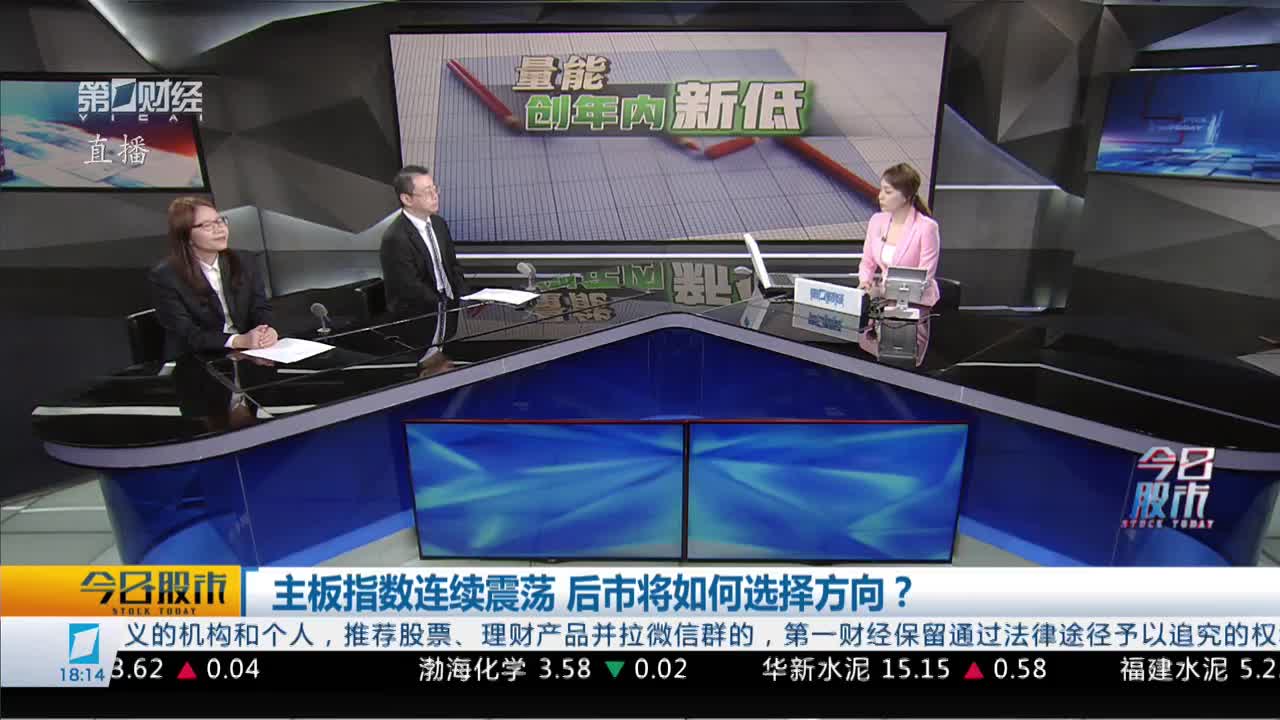 第一财经
YICAI
直播
量能
创年内新低
第一财经
今日
股市
STOCK TODAY
今日股市
STOCK TODAY
主板指数连续震荡 后市将如何选择方向？
义的机构和个人，推荐股票、理财产品并拉微信群的，第一财经保留通过法律途径予以追究的权
18:14
3.62 ▲ 0.04 渤海化学 3.58 ▼ 0.02 华新水泥 15.15 ▲ 0.58 福建水泥 5.2